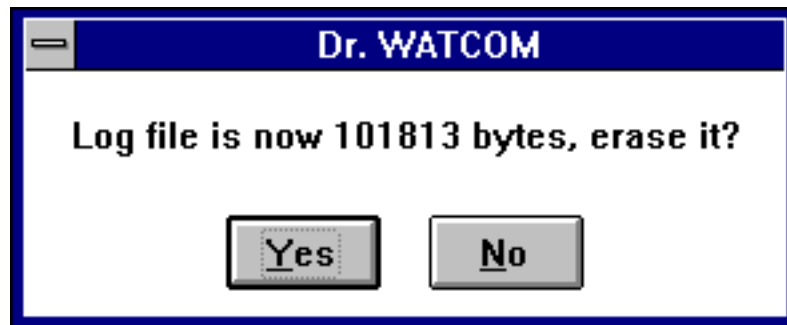 Dr. WATCOM
Log file is now 101813 bytes, erase it?
Yes No